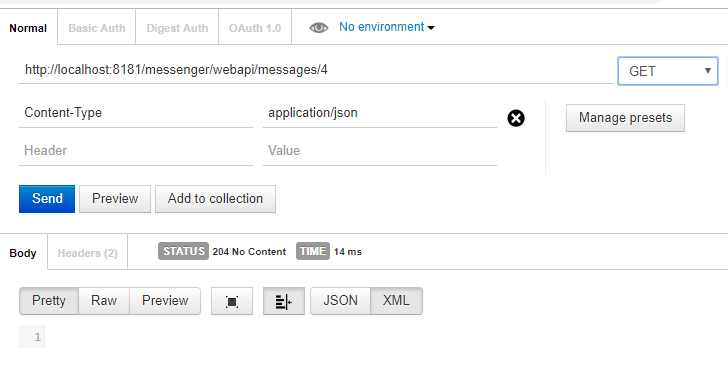 Normal Basic Auth Digest Auth OAuth 1.0 No environment
http://localhost:8181/messenger/webapi/messages/4 GET
Content-Type application/json Manage presets
Header Value
Send Preview Add to collection
Body Headers (2) STATUS 204 No Content TIME 14 ms
Pretty Raw Preview JSON XML
1